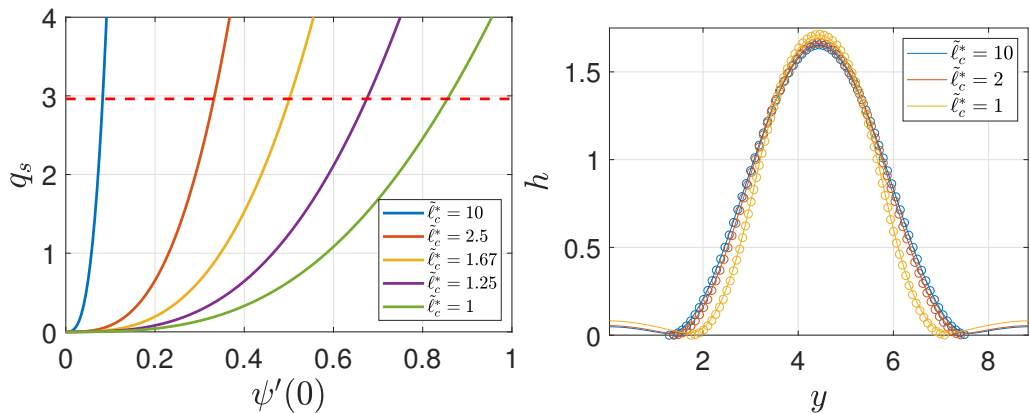 4
3
2
1
0
q_s
0 0.2 0.4 0.6 0.8 1
ψ′(0)
ℓ̃*_c = 10
ℓ̃*_c = 2.5
ℓ̃*_c = 1.67
ℓ̃*_c = 1.25
ℓ̃*_c = 1
1.5
1
0.5
0
h
2 4 6 8
y
ℓ̃*_c = 10
ℓ̃*_c = 2
ℓ̃*_c = 1